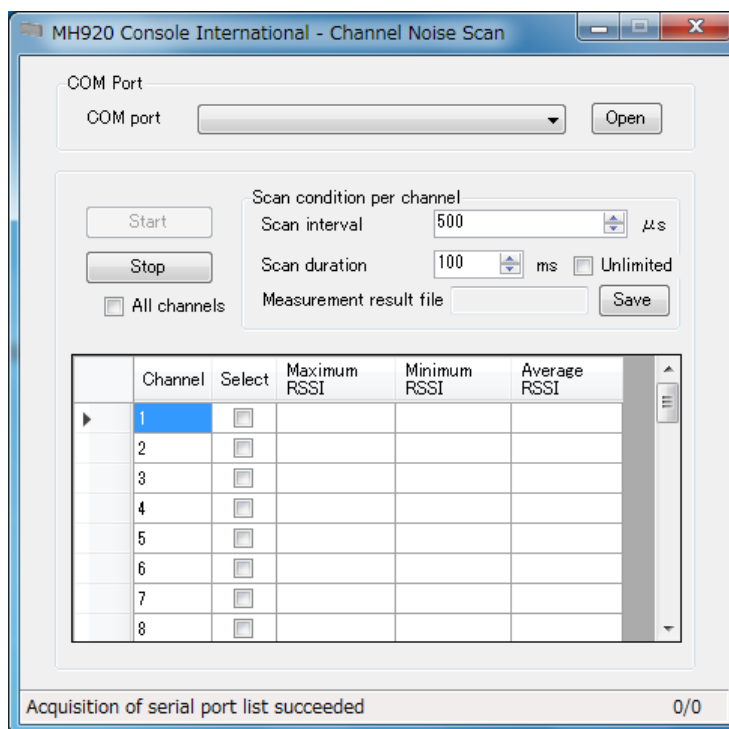 MH920 Console International - Channel Noise Scan
COM Port
COM port
Open
Scan condition per channel
Start
Scan interval 500 μs
Stop
Scan duration 100 ms Unlimited
All channels
Measurement result file Save
Channel Select Maximum RSSI Minimum RSSI Average RSSI
1
2
3
4
5
6
7
8
Acquisition of serial port list succeeded 0/0